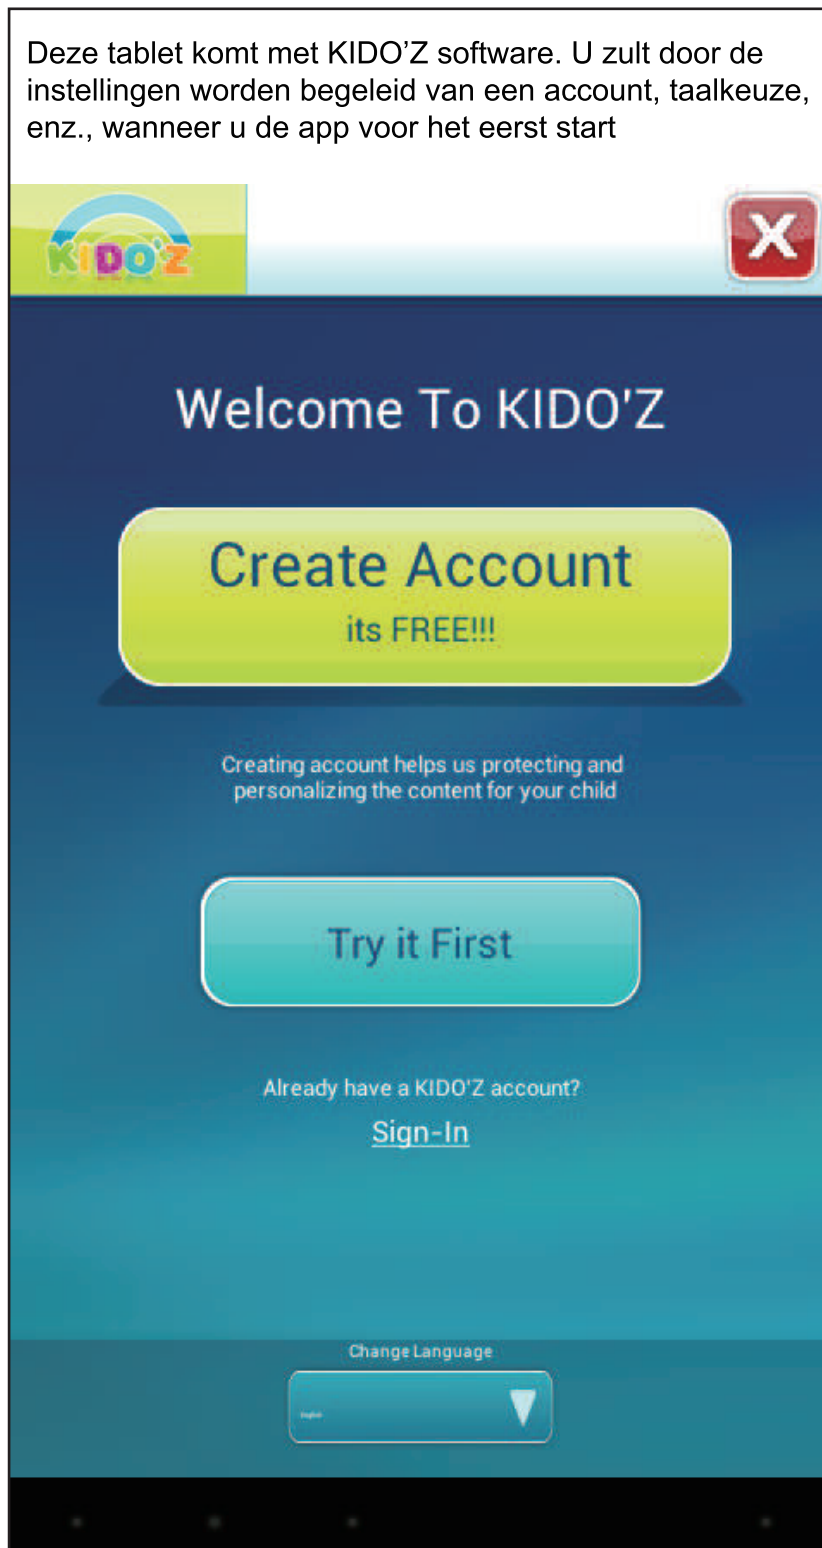 Deze tablet komt met KIDO’Z software. U zult door de
instellingen worden begeleid van een account, taalkeuze,
enz., wanneer u de app voor het eerst start
KIDO'Z
X
Welcome To KIDO'Z
Create Account
its FREE!!!
Creating account helps us protecting and
personalizing the content for your child
Try it First
Already have a KIDO'Z account?
Sign-In
Change Language
English